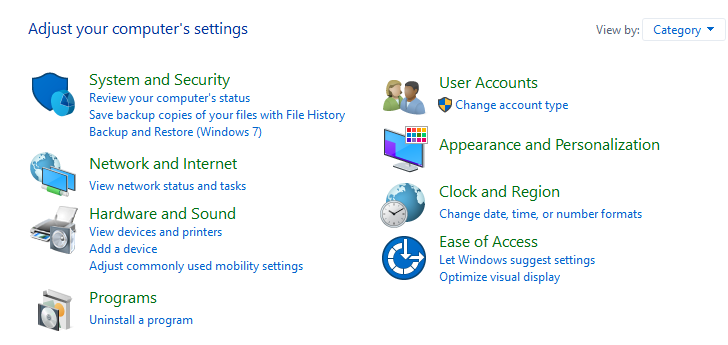 Adjust your computer's settings
View by: Category
System and Security
Review your computer's status
Save backup copies of your files with File History
Backup and Restore (Windows 7)
Network and Internet
View network status and tasks
Hardware and Sound
View devices and printers
Add a device
Adjust commonly used mobility settings
Programs
Uninstall a program
User Accounts
Change account type
Appearance and Personalization
Clock and Region
Change date, time, or number formats
Ease of Access
Let Windows suggest settings
Optimize visual display